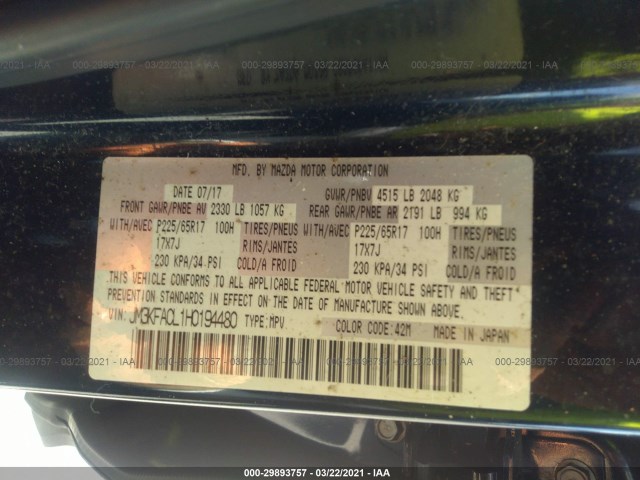 000-29893757 - 03/22/2021 - IAA
MFD. BY MAZDA MOTOR CORPORATION
DATE 07/17 GVWR/PNBV 4515 LB 2048 KG
FRONT GAWR/PNBE AV 2330 LB 1057 KG REAR GAWR/PNBE AR 2191 LB 994 KG
WITH/AVEC P225/65R17 100H TIRES/PNEUS WITH/AVEC P225/65R17 100H TIRES/PNEUS
17X7J RIMS/JANTES 17X7J RIMS/JANTES
230 KPA/34 PSI COLD/A FROID 230 KPA/34 PSI COLD/A FROID
THIS VEHICLE CONFORMS TO ALL APPLICABLE FEDERAL MOTOR VEHICLE SAFETY AND THEFT
PREVENTION STANDARDS IN EFFECT ON THE DATE OF MANUFACTURE SHOWN ABOVE.
VIN: JM3KFACL1H0194480 TYPE:MPV COLOR CODE:42M MADE IN JAPAN
000-29893757 - 03/22/2021 - IAA